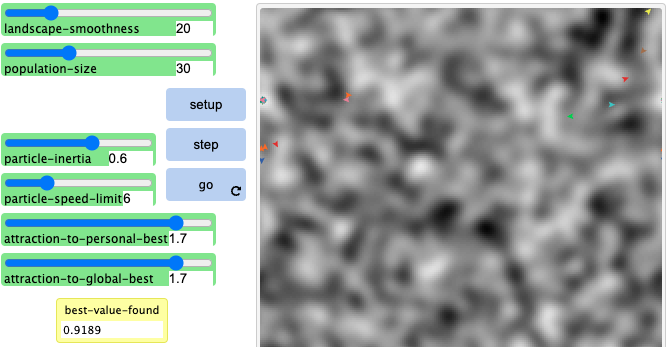 landscape-smoothness 20
population-size 30
setup
step
particle-inertia 0.6
go
particle-speed-limit 6
attraction-to-personal-best 1.7
attraction-to-global-best 1.7
best-value-found
0.9189